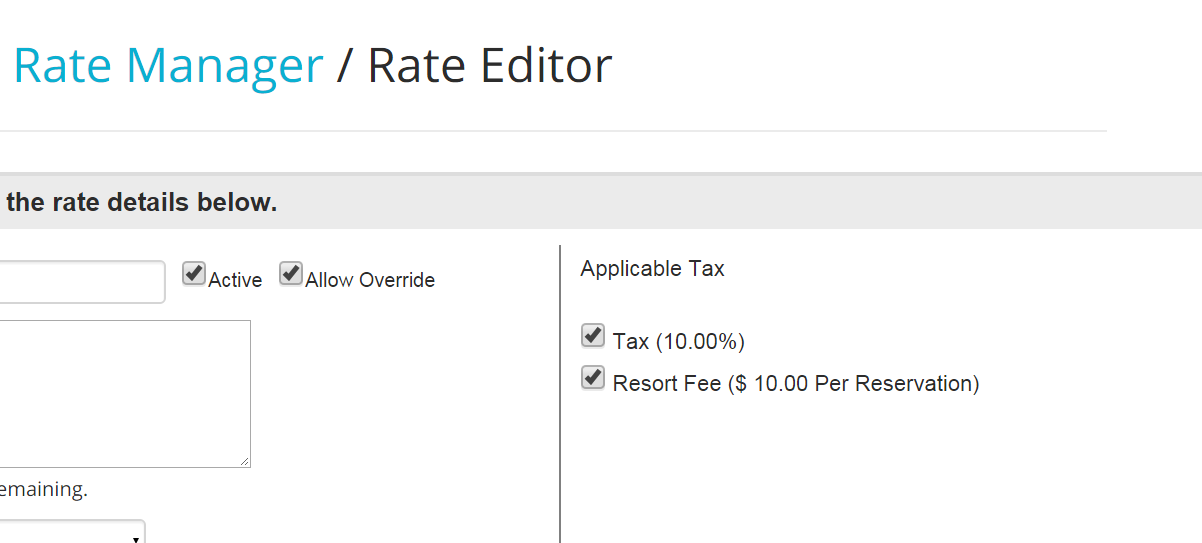 Rate Manager / Rate Editor
the rate details below.
Active Allow Override
emaining.
Applicable Tax
Tax (10.00%)
Resort Fee ($ 10.00 Per Reservation)